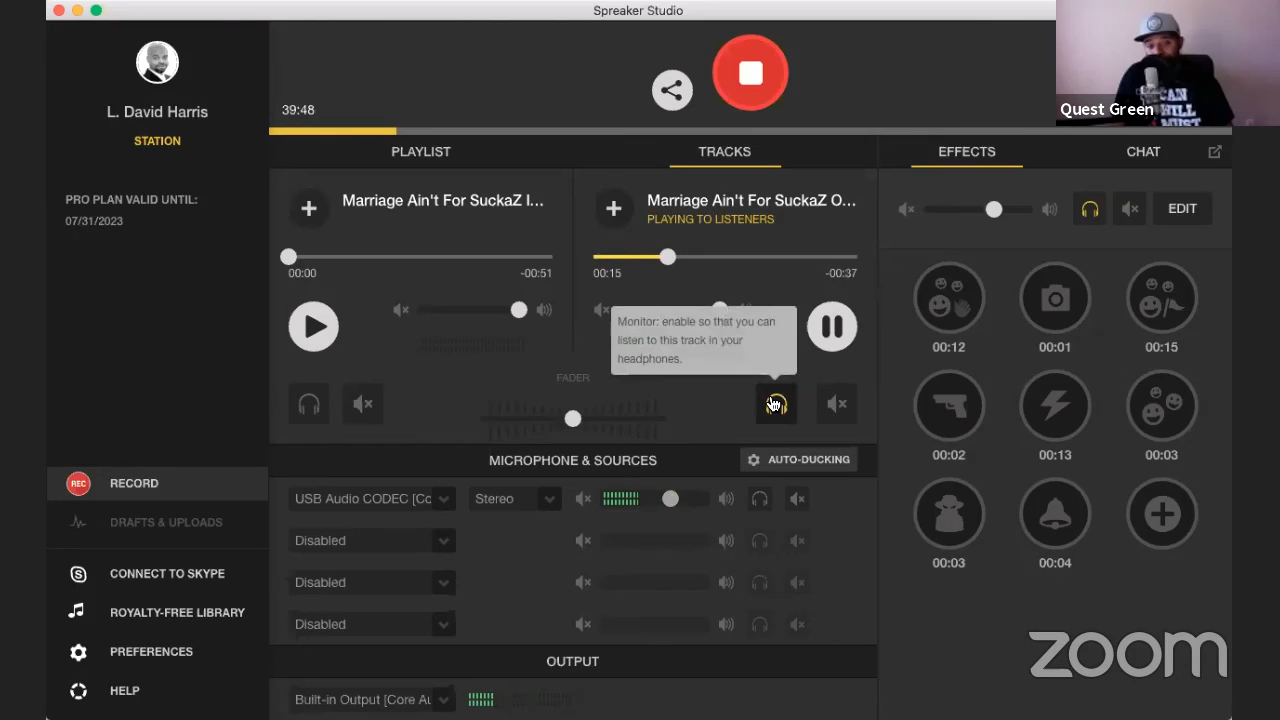 Spreaker Studio
L. David Harris
STATION
PRO PLAN VALID UNTIL:
07/31/2023
REC RECORD
DRAFTS & UPLOADS
CONNECT TO SKYPE
ROYALTY-FREE LIBRARY
PREFERENCES
HELP
39:48
PLAYLIST
TRACKS
Marriage Ain't For SuckaZ I...
00:00
-00:51
Marriage Ain't For SuckaZ O...
PLAYING TO LISTENERS
00:15
-00:37
Monitor: enable so that you can
listen to this track in your
headphones.
FADER
MICROPHONE & SOURCES
AUTO-DUCKING
USB Audio CODEC [Co
Stereo
Disabled
Disabled
Disabled
OUTPUT
Built-in Output [Core Au
EFFECTS
CHAT
EDIT
00:12
00:01
00:15
00:02
00:13
00:03
00:03
00:04
Quest Green
CAN
WILL
MUST
zoom